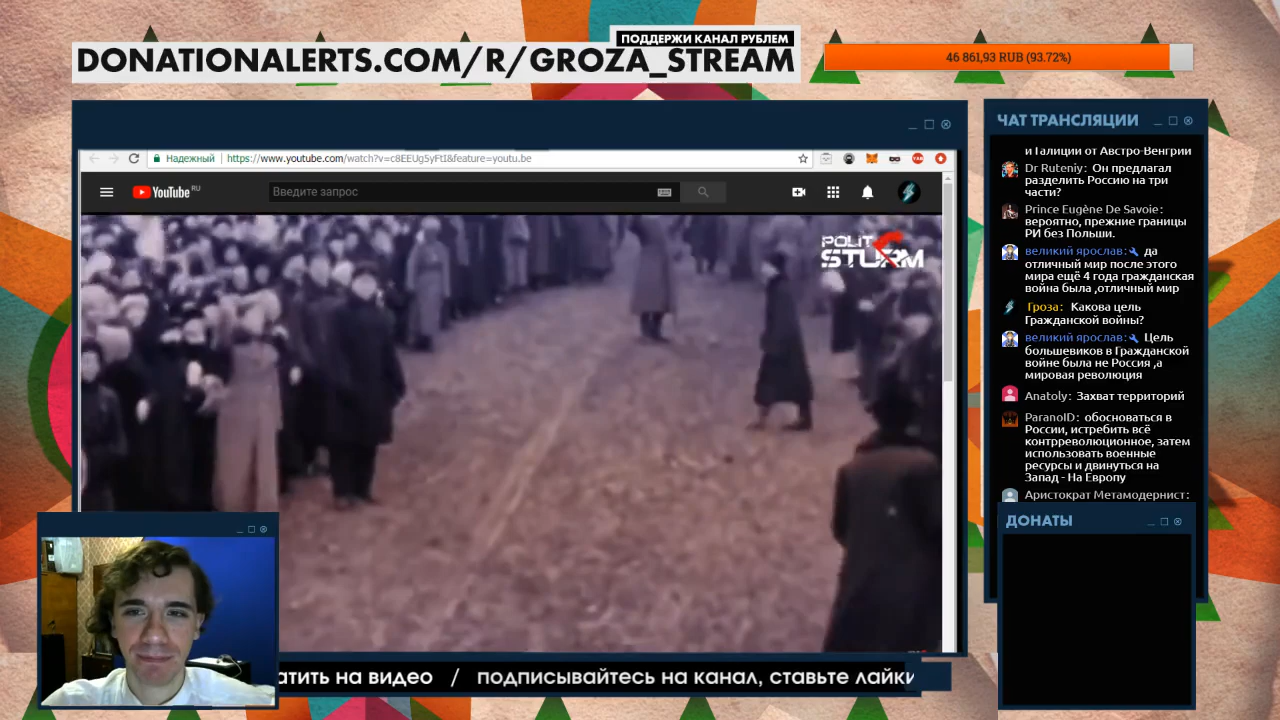 ПОДДЕРЖИ КАНАЛ РУБЛЕМ
DONATIONALERTS.COM/R/GROZA_STREAM
46 861,93 RUB (93.72%)
ЧАТ ТРАНСЛЯЦИИ
Надежный
https://www.youtube.com/watch?v=c8EEUg5yFtI&feature=youtu.be
YouTube RU
Введите запрос
POLIT
STURM
и Галиции от Австро-Венгрии
Dr Ruteniy: Он предлагал
разделить Россию на три
части?
Prince Eugène De Savoie:
вероятно, прежние границы
РИ без Польши.
великий ярослав: да
отличный мир после этого
мира ещё 4 года гражданская
война была ,отличный мир
Гроза: Какова цель
Гражданской войны?
великий ярослав: Цель
большевиков в Гражданской
войне была не Россия ,а
мировая революция
Anatoly: Захват территорий
ParanoID: обосноваться в
России, истребить всё
контрреволюционное, затем
использовать военные
ресурсы и двинуться на
Запад - На Европу
Аристократ Метамодернист:
ДОНАТЫ
атить на видео / подписывайтесь на канал, ставьте лайки